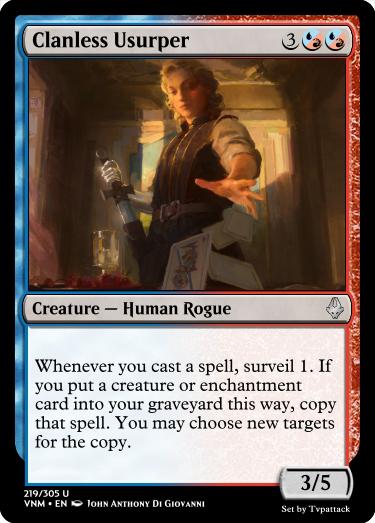 Clanless Usurper 3
Creature — Human Rogue
Whenever you cast a spell, surveil 1. If
you put a creature or enchantment
card into your graveyard this way, copy
that spell. You may choose new targets
for the copy.
3/5
219/305 U
VNM • EN John Anthony Di Giovanni
Set by Tvpattack